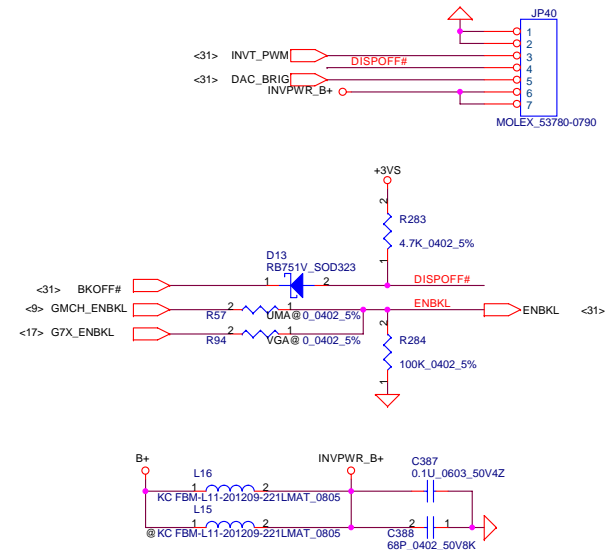 JP40
1
2
<31> INVT_PWM 3
DISPOFF# 4
<31> DAC_BRIG 5
INVPWR_B+ 6
7
MOLEX_53780-0790
+3VS
2
R283
4.7K_0402_5%
1
D13
RB751V_SOD323
<31> BKOFF# 1 2 DISPOFF#
<9> GMCH_ENBKL 2 1 ENBKL ENBKL <31>
R57 UMA@ 0_0402_5%
<17> G7X_ENBKL 2 1
R94 VGA@ 0_0402_5%
2
R284
100K_0402_5%
1
B+ INVPWR_B+
C387
0.1U_0603_50V4Z
L16
1 2 2 1
KC FBM-L11-201209-221LMAT_0805
L15
1 2 2 1
@ KC FBM-L11-201209-221LMAT_0805
C388
68P_0402_50V8K